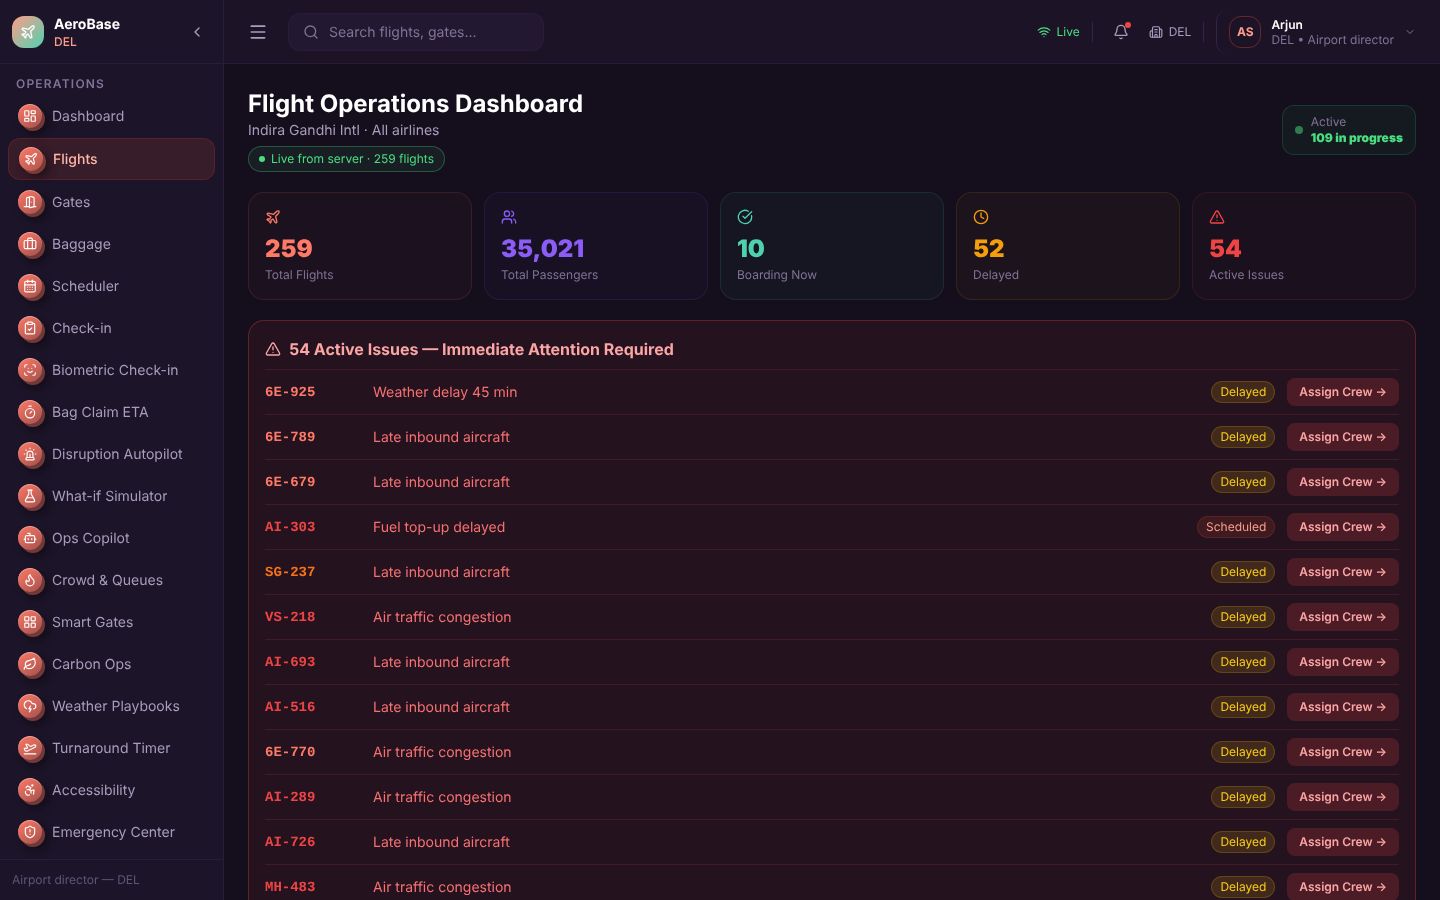 AeroBase
DEL
OPERATIONS
Dashboard
Flights
Gates
Baggage
Scheduler
Check-in
Biometric Check-in
Bag Claim ETA
Disruption Autopilot
What-if Simulator
Ops Copilot
Crowd & Queues
Smart Gates
Carbon Ops
Weather Playbooks
Turnaround Timer
Accessibility
Emergency Center
Airport director — DEL
Search flights, gates...
Live
DEL
AS
Arjun
DEL • Airport director
Flight Operations Dashboard
Indira Gandhi Intl · All airlines
Live from server · 259 flights
Active
109 in progress
259
Total Flights
35,021
Total Passengers
10
Boarding Now
52
Delayed
54
Active Issues
54 Active Issues — Immediate Attention Required
6E-925 Weather delay 45 min Delayed Assign Crew →
6E-789 Late inbound aircraft Delayed Assign Crew →
6E-679 Late inbound aircraft Delayed Assign Crew →
AI-303 Fuel top-up delayed Scheduled Assign Crew →
SG-237 Late inbound aircraft Delayed Assign Crew →
VS-218 Air traffic congestion Delayed Assign Crew →
AI-693 Late inbound aircraft Delayed Assign Crew →
AI-516 Late inbound aircraft Delayed Assign Crew →
6E-770 Air traffic congestion Delayed Assign Crew →
AI-289 Air traffic congestion Delayed Assign Crew →
AI-726 Late inbound aircraft Delayed Assign Crew →
MH-483 Air traffic congestion Delayed Assign Crew →